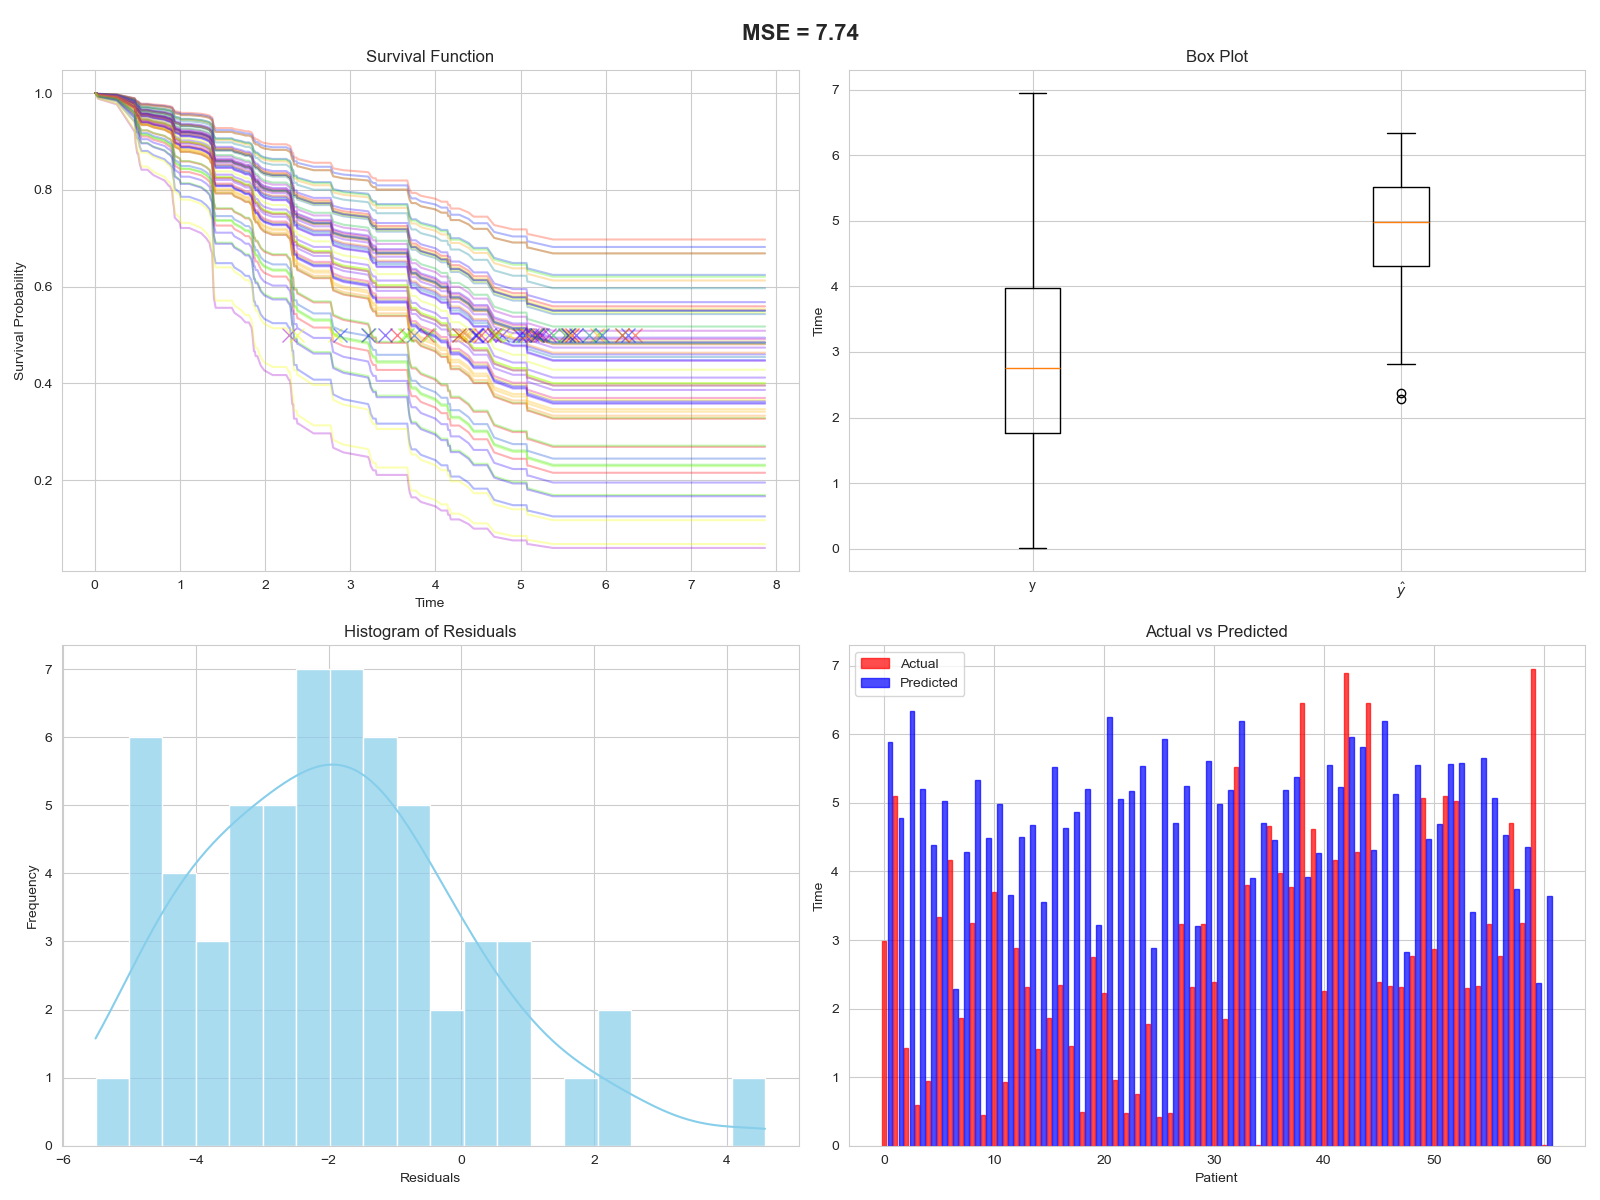 MSE = 7.74
Survival Function
1.0
0.8
0.6
0.4
0.2
Survival Probability
0 1 2 3 4 5 6 7 8
Time
Box Plot
7
6
5
4
3
2
1
0
Time
y ŷ
Histogram of Residuals
7
6
5
4
3
2
1
0
Frequency
−6 −4 −2 0 2 4
Residuals
Actual vs Predicted
Actual
Predicted
7
6
5
4
3
2
1
0
Time
0 10 20 30 40 50 60
Patient